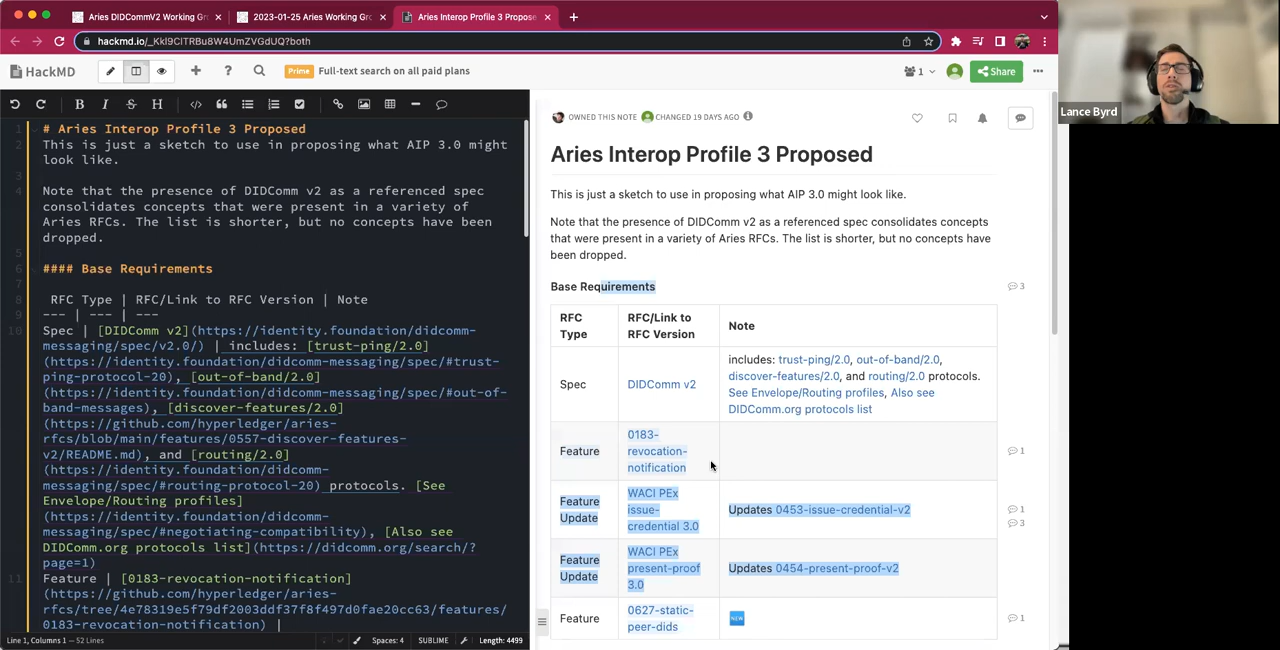 Aries DIDCommV2 Working Gr
2023-01-25 Aries Working Gr
Aries Interop Profile 3 Propose
hackmd.io/_Kkl9CITRBu8W4UmZVGdUQ?both
HackMD
Prime
Full-text search on all paid plans
1
Share
Lance Byrd
B I S H
1 # Aries Interop Profile 3 Proposed
2 This is just a sketch to use in proposing what AIP 3.0 might
look like.
3
4 Note that the presence of DIDComm v2 as a referenced spec
consolidates concepts that were present in a variety of
Aries RFCs. The list is shorter, but no concepts have been
dropped.
5
6 #### Base Requirements
7
8 RFC Type | RFC/Link to RFC Version | Note
9 --- | --- | ---
10 Spec | [DIDComm v2](https://identity.foundation/didcomm-
messaging/spec/v2.0/) | includes: [trust-ping/2.0]
(https://identity.foundation/didcomm-messaging/spec/#trust-
ping-protocol-20), [out-of-band/2.0]
(https://identity.foundation/didcomm-messaging/spec/#out-of-
band-messages), [discover-features/2.0]
(https://github.com/hyperledger/aries-
rfcs/blob/main/features/0557-discover-features-
v2/README.md), and [routing/2.0]
(https://identity.foundation/didcomm-
messaging/spec/#routing-protocol-20) protocols. [See
Envelope/Routing profiles]
(https://identity.foundation/didcomm-
messaging/spec/#negotiating-compatibility), [Also see
DIDComm.org protocols list](https://didcomm.org/search/?
page=1)
11 Feature | [0183-revocation-notification]
(https://github.com/hyperledger/aries-
rfcs/tree/4e78319e5f79df2003ddf37f8f497d0fae20cc63/features/
0183-revocation-notification) |
Line 1, Columns 1 — 52 Lines
Spaces: 4
SUBLIME
Length: 4499
OWNED THIS NOTE
CHANGED 19 DAYS AGO
Aries Interop Profile 3 Proposed
This is just a sketch to use in proposing what AIP 3.0 might look like.
Note that the presence of DIDComm v2 as a referenced spec consolidates concepts
that were present in a variety of Aries RFCs. The list is shorter, but no concepts have
been dropped.
Base Requirements
3
RFC
Type
RFC/Link to
RFC Version
Note
Spec
DIDComm v2
includes: trust-ping/2.0, out-of-band/2.0,
discover-features/2.0, and routing/2.0 protocols.
See Envelope/Routing profiles, Also see
DIDComm.org protocols list
Feature
0183-
revocation-
notification
1
Feature
Update
WACI PEx
issue-
credential 3.0
Updates 0453-issue-credential-v2
1
3
Feature
Update
WACI PEx
present-proof
3.0
Updates 0454-present-proof-v2
Feature
0627-static-
peer-dids
NEW
1